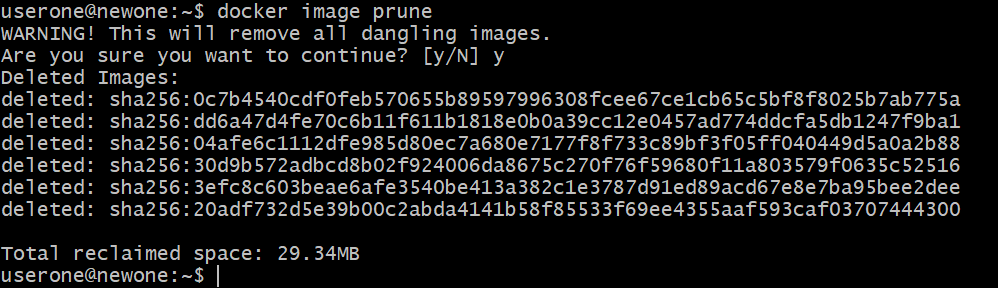 userone@newone:~$ docker image prune
WARNING! This will remove all dangling images.
Are you sure you want to continue? [y/N] y
Deleted Images:
deleted: sha256:0c7b4540cdf0feb570655b89597996308fcee67ce1cb65c5bf8f8025b7ab775a
deleted: sha256:dd6a47d4fe70c6b11f611b1818e0b0a39cc12e0457ad774ddcfa5db1247f9ba1
deleted: sha256:04afe6c1112dfe985d80ec7a680e7177f8f733c89bf3f05ff040449d5a0a2b88
deleted: sha256:30d9b572adbcd8b02f924006da8675c270f76f59680f11a803579f0635c52516
deleted: sha256:3efc8c603beae6afe3540be413a382c1e3787d91ed89acd67e8e7ba95bee2dee
deleted: sha256:20adf732d5e39b00c2abda4141b58f85533f69ee4355aaf593caf03707444300
Total reclaimed space: 29.34MB
userone@newone:~$